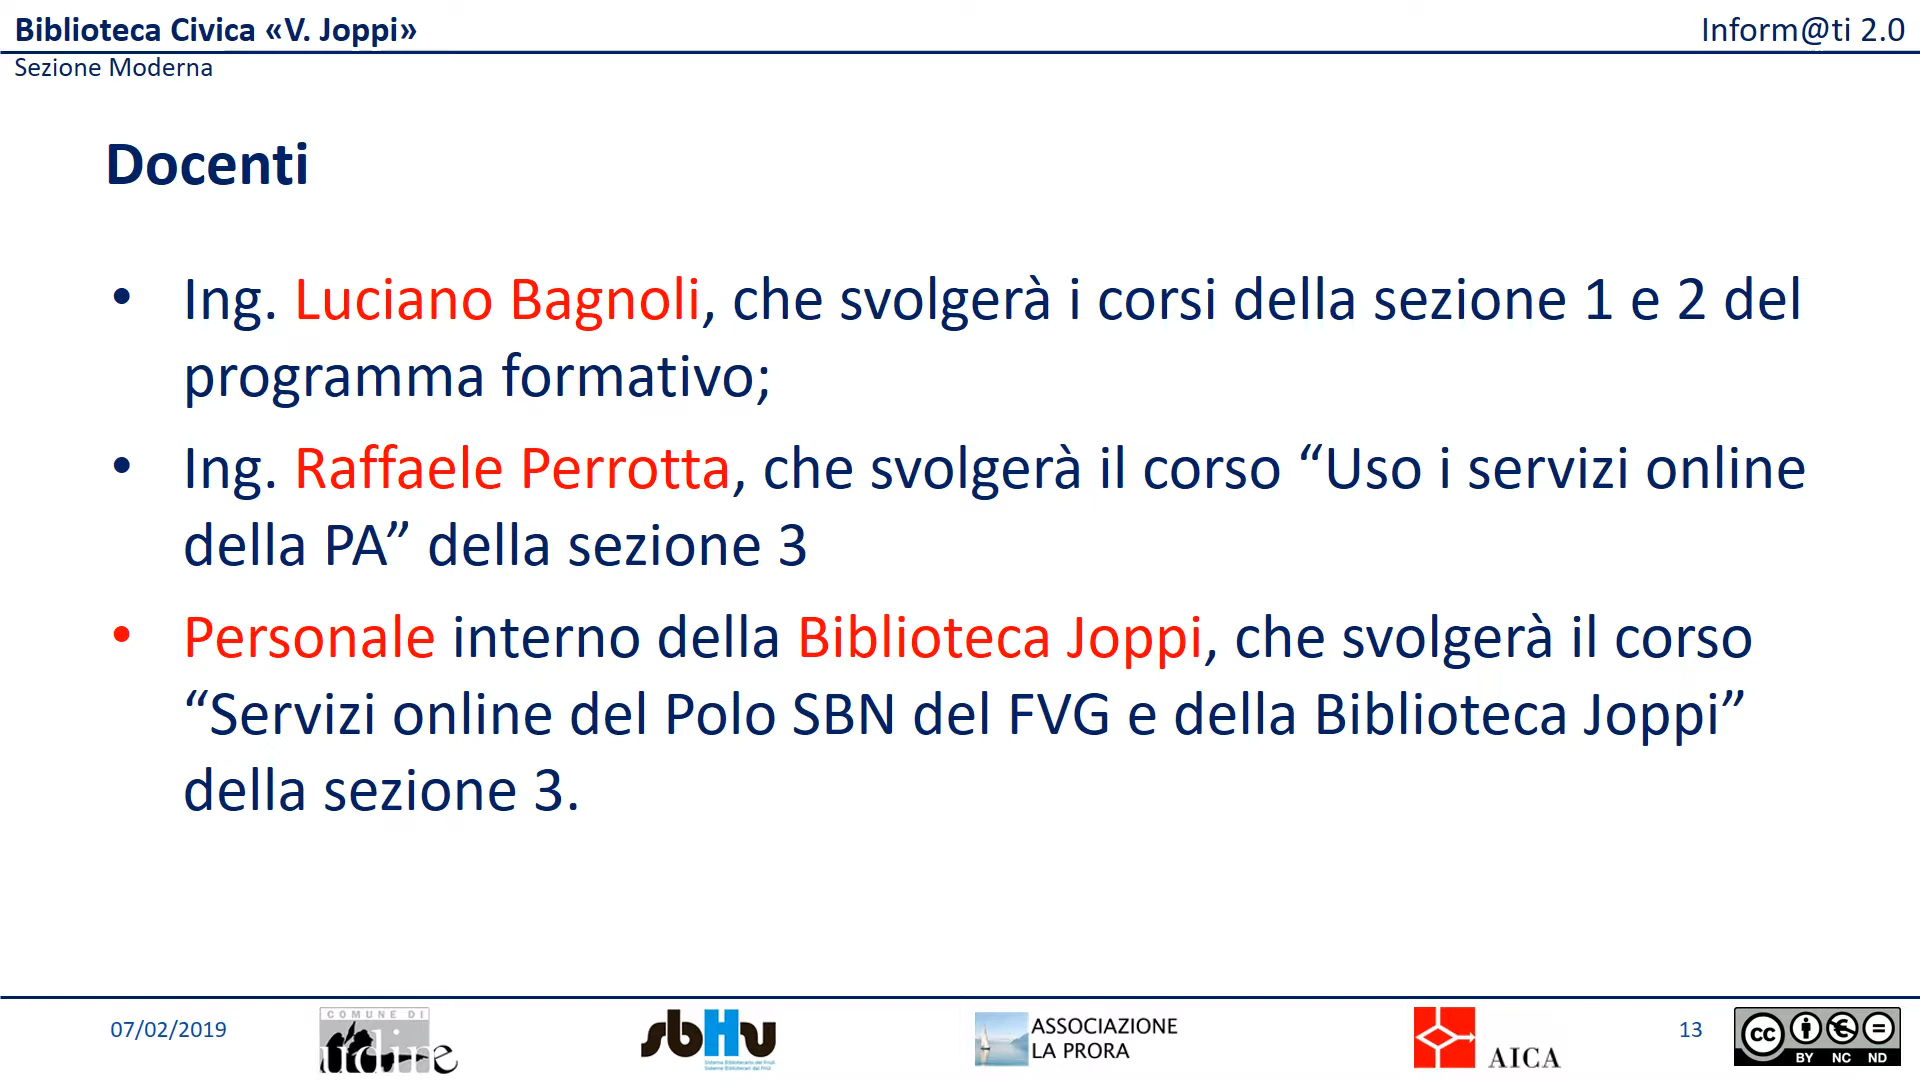 Biblioteca Civica «V. Joppi»
Inform@ti 2.0
Sezione Moderna
Docenti
• Ing. Luciano Bagnoli, che svolgerà i corsi della sezione 1 e 2 del
programma formativo;
• Ing. Raffaele Perrotta, che svolgerà il corso “Uso i servizi online
della PA” della sezione 3
• Personale interno della Biblioteca Joppi, che svolgerà il corso
“Servizi online del Polo SBN del FVG e della Biblioteca Joppi”
della sezione 3.
07/02/2019
COMUNE DI
udine
sbHu
ASSOCIAZIONE
LA PRORA
AICA
13
cc
BY NC ND